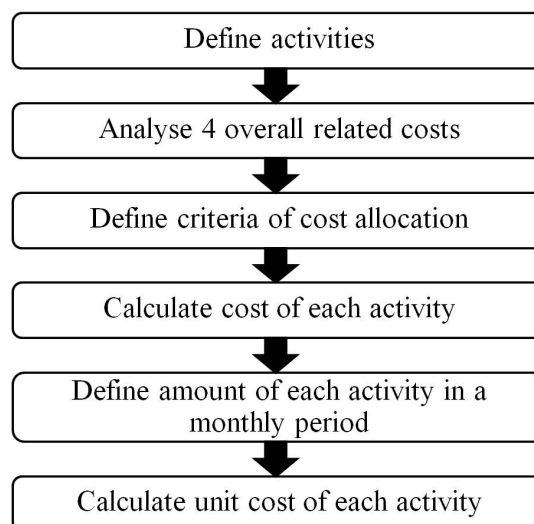 Define activities
Analyse 4 overall related costs
Define criteria of cost allocation
Calculate cost of each activity
Define amount of each activity in a
monthly period
Calculate unit cost of each activity